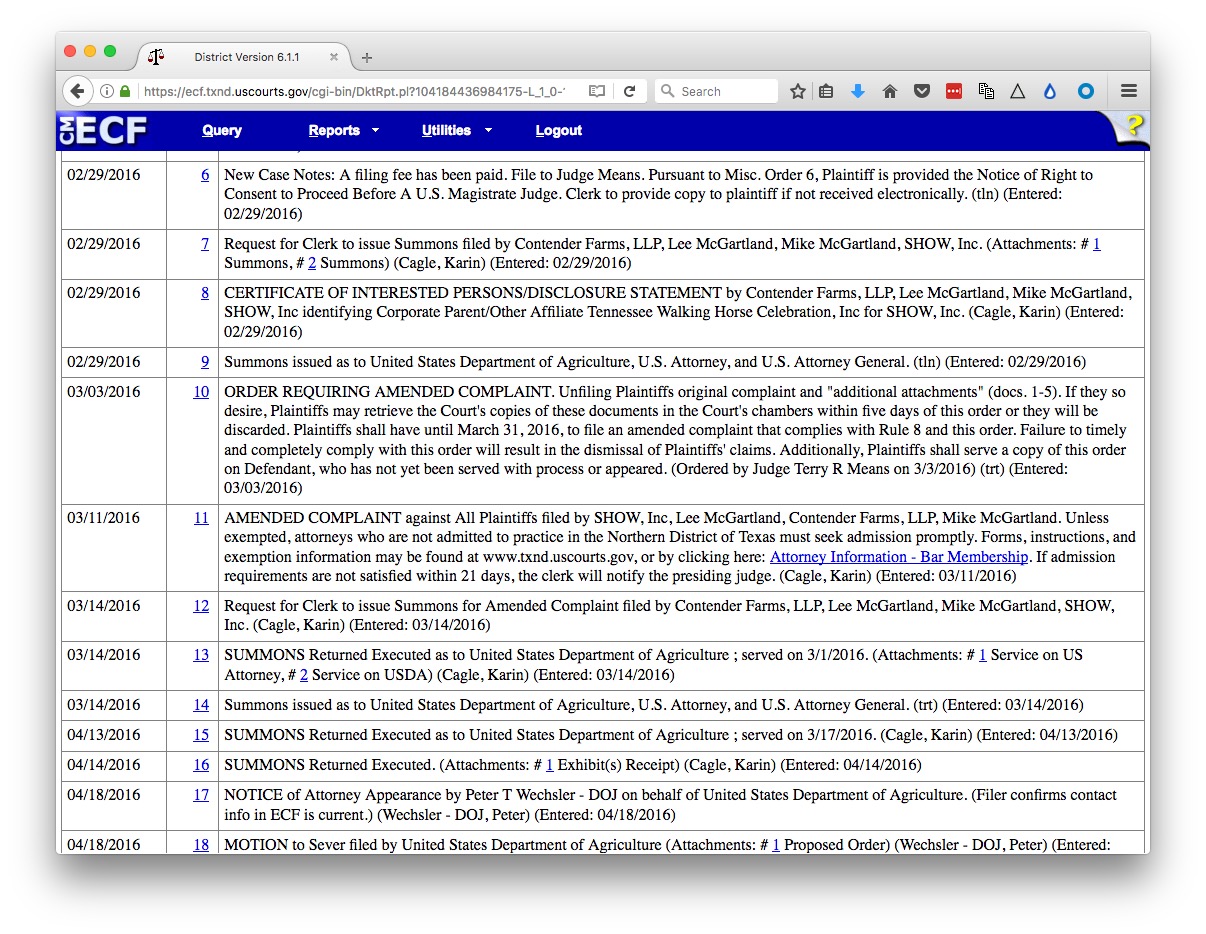 District Version 6.1.1
https://ecf.txnd.uscourts.gov/cgi-bin/DktRpt.pl?104184436984175-L_1_0-
Search
CM
ECF
Query Reports Utilities Logout
?
02/29/2016 6 New Case Notes: A filing fee has been paid. File to Judge Means. Pursuant to Misc. Order 6, Plaintiff is provided the Notice of Right to
Consent to Proceed Before A U.S. Magistrate Judge. Clerk to provide copy to plaintiff if not received electronically. (tln) (Entered:
02/29/2016)
02/29/2016 7 Request for Clerk to issue Summons filed by Contender Farms, LLP, Lee McGartland, Mike McGartland, SHOW, Inc. (Attachments: # 1
Summons, # 2 Summons) (Cagle, Karin) (Entered: 02/29/2016)
02/29/2016 8 CERTIFICATE OF INTERESTED PERSONS/DISCLOSURE STATEMENT by Contender Farms, LLP, Lee McGartland, Mike McGartland,
SHOW, Inc identifying Corporate Parent/Other Affiliate Tennessee Walking Horse Celebration, Inc for SHOW, Inc. (Cagle, Karin) (Entered:
02/29/2016)
02/29/2016 9 Summons issued as to United States Department of Agriculture, U.S. Attorney, and U.S. Attorney General. (tln) (Entered: 02/29/2016)
03/03/2016 10 ORDER REQUIRING AMENDED COMPLAINT. Unfiling Plaintiffs original complaint and "additional attachments" (docs. 1-5). If they so
desire, Plaintiffs may retrieve the Court's copies of these documents in the Court's chambers within five days of this order or they will be
discarded. Plaintiffs shall have until March 31, 2016, to file an amended complaint that complies with Rule 8 and this order. Failure to timely
and completely comply with this order will result in the dismissal of Plaintiffs' claims. Additionally, Plaintiffs shall serve a copy of this order
on Defendant, who has not yet been served with process or appeared. (Ordered by Judge Terry R Means on 3/3/2016) (trt) (Entered:
03/03/2016)
03/11/2016 11 AMENDED COMPLAINT against All Plaintiffs filed by SHOW, Inc, Lee McGartland, Contender Farms, LLP, Mike McGartland. Unless
exempted, attorneys who are not admitted to practice in the Northern District of Texas must seek admission promptly. Forms, instructions, and
exemption information may be found at www.txnd.uscourts.gov, or by clicking here: Attorney Information - Bar Membership. If admission
requirements are not satisfied within 21 days, the clerk will notify the presiding judge. (Cagle, Karin) (Entered: 03/11/2016)
03/14/2016 12 Request for Clerk to issue Summons for Amended Complaint filed by Contender Farms, LLP, Lee McGartland, Mike McGartland, SHOW,
Inc. (Cagle, Karin) (Entered: 03/14/2016)
03/14/2016 13 SUMMONS Returned Executed as to United States Department of Agriculture ; served on 3/1/2016. (Attachments: # 1 Service on US
Attorney, # 2 Service on USDA) (Cagle, Karin) (Entered: 03/14/2016)
03/14/2016 14 Summons issued as to United States Department of Agriculture, U.S. Attorney, and U.S. Attorney General. (trt) (Entered: 03/14/2016)
04/13/2016 15 SUMMONS Returned Executed as to United States Department of Agriculture ; served on 3/17/2016. (Cagle, Karin) (Entered: 04/13/2016)
04/14/2016 16 SUMMONS Returned Executed. (Attachments: # 1 Exhibit(s) Receipt) (Cagle, Karin) (Entered: 04/14/2016)
04/18/2016 17 NOTICE of Attorney Appearance by Peter T Wechsler - DOJ on behalf of United States Department of Agriculture. (Filer confirms contact
info in ECF is current.) (Wechsler - DOJ, Peter) (Entered: 04/18/2016)
04/18/2016 18 MOTION to Sever filed by United States Department of Agriculture (Attachments: # 1 Proposed Order) (Wechsler - DOJ, Peter) (Entered: